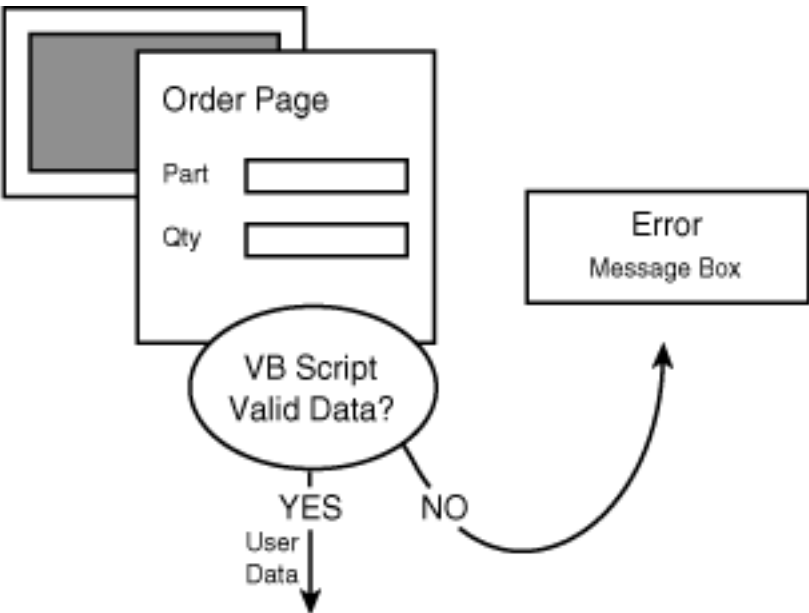 Order Page
Part
Qty
Error
Message Box
VB Script
Valid Data?
YES
NO
User
Data